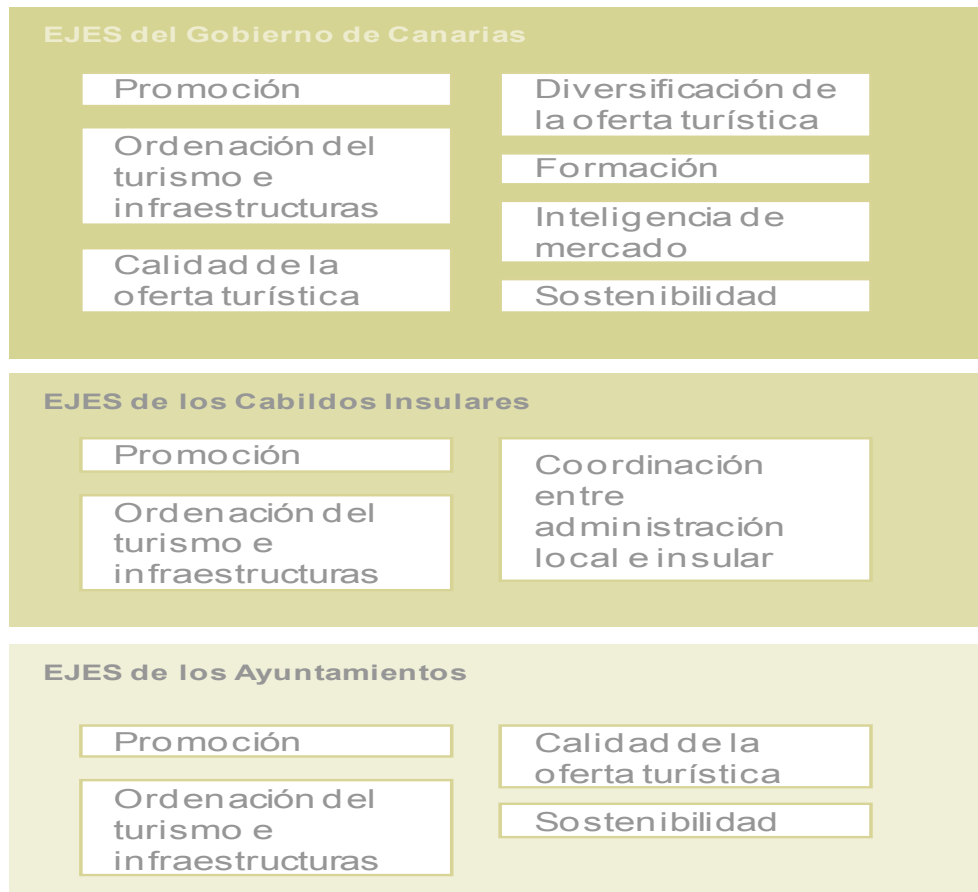 EJES del Gobierno de Canarias
Promoción
Ordenación del
turismo e
infraestructuras
Calidad de la
oferta turística
Diversificación de
la oferta turística
Formación
Inteligencia de
mercado
Sostenibilidad
EJES de los Cabildos Insulares
Promoción
Ordenación del
turismo e
infraestructuras
Coordinación
entre
administración
local e insular
EJES de los Ayuntamientos
Promoción
Ordenación del
turismo e
infraestructuras
Calidad de la
oferta turística
Sostenibilidad